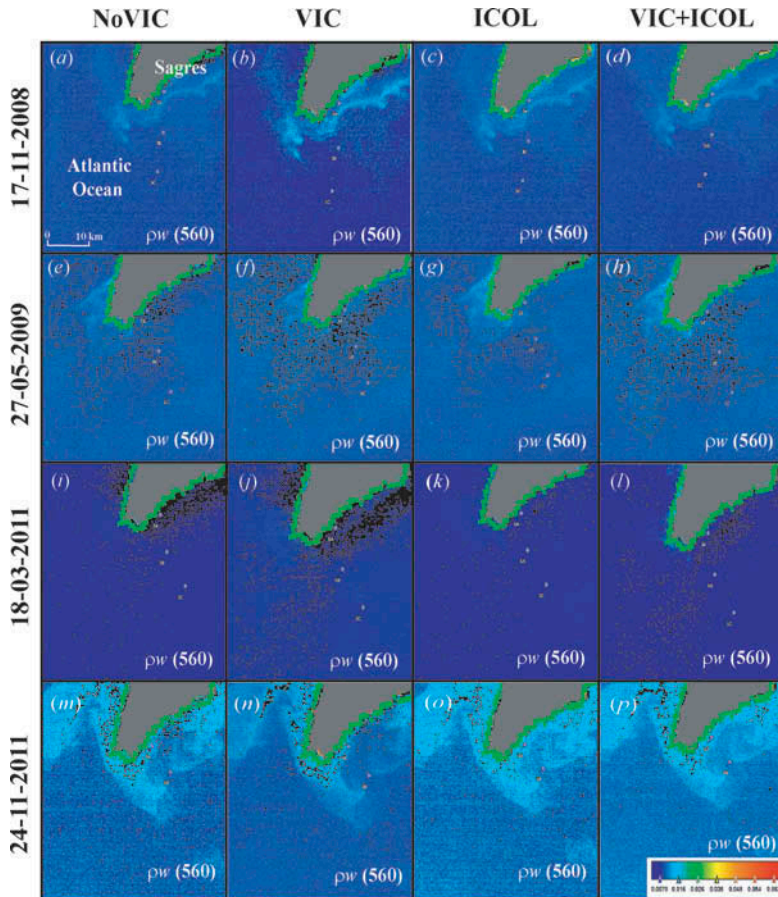 NoVIC VIC ICOL VIC+ICOL
17-11-2008
(a) Sagres (b) (c) (d)
Atlantic
Ocean
0 10 km
ρw (560) ρw (560) ρw (560) ρw (560)
27-05-2009
(e) (f) (g) (h)
ρw (560) ρw (560) ρw (560) ρw (560)
18-03-2011
(i) (j) (k) (l)
ρw (560) ρw (560) ρw (560) ρw (560)
24-11-2011
(m) (n) (o) (p)
ρw (560) ρw (560) ρw (560) ρw (560)